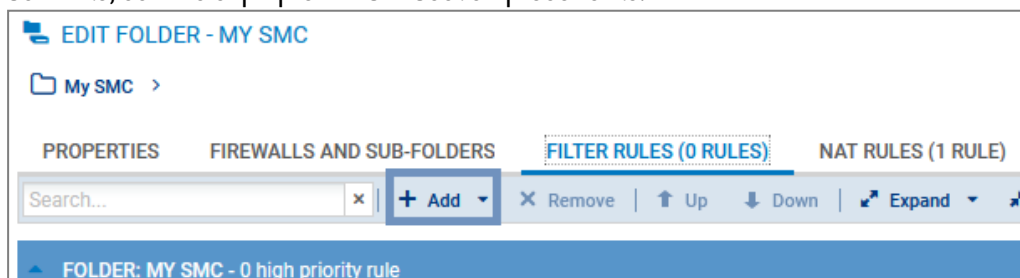 EDIT FOLDER - MY SMC
My SMC >
PROPERTIES FIREWALLS AND SUB-FOLDERS FILTER RULES (0 RULES) NAT RULES (1 RULE)
Search... × + Add × Remove Up Down Expand
FOLDER: MY SMC - 0 high priority rule